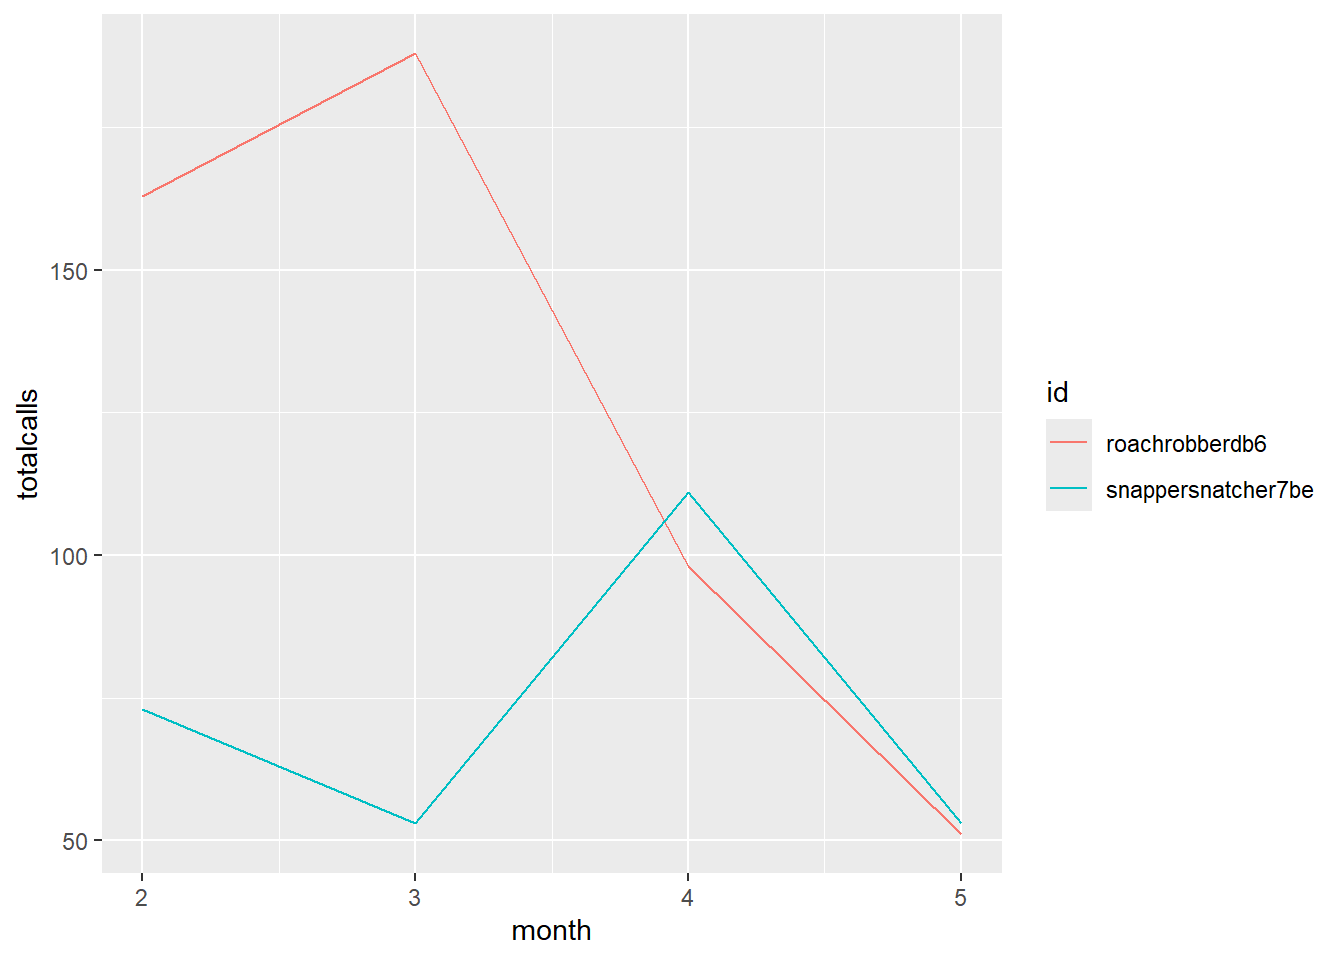 totalcalls
150
100
50
2 3 4 5
month
id
roachrobberdb6
snappersnatcher7be